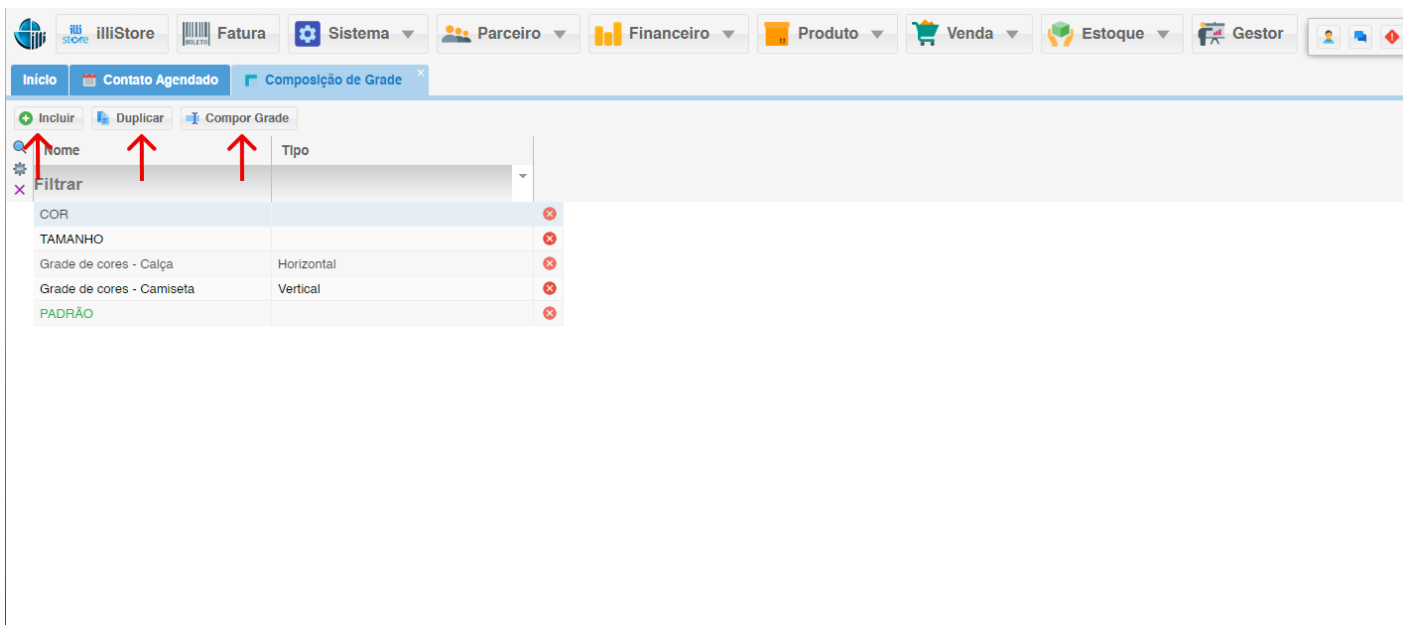 illi store illiStore BOLETO Fatura Sistema Parceiro Financeiro Produto Venda Estoque Gestor
Início Contato Agendado Composição de Grade
Incluir Duplicar Compor Grade
Nome Tipo
Filtrar
COR
TAMANHO
Grade de cores - Calça Horizontal
Grade de cores - Camiseta Vertical
PADRÃO